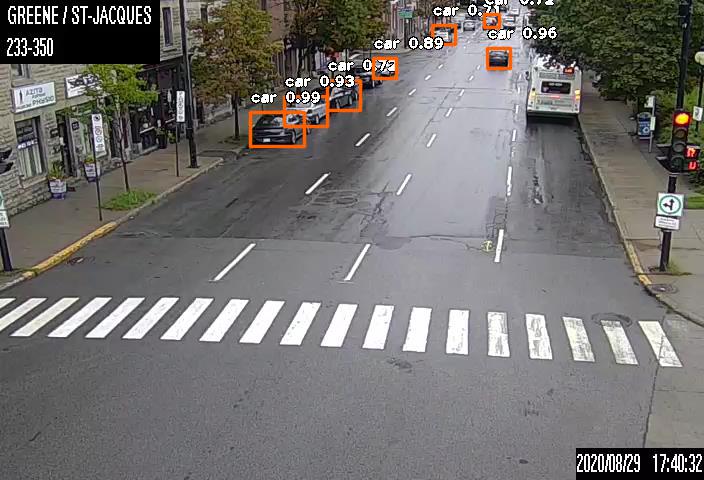 GREENE / ST-JACQUES
233-350
car 0.71
car 0.96
car 0.89
car 0.72
car 0.93
car 0.99
2020/08/29 17:40:32